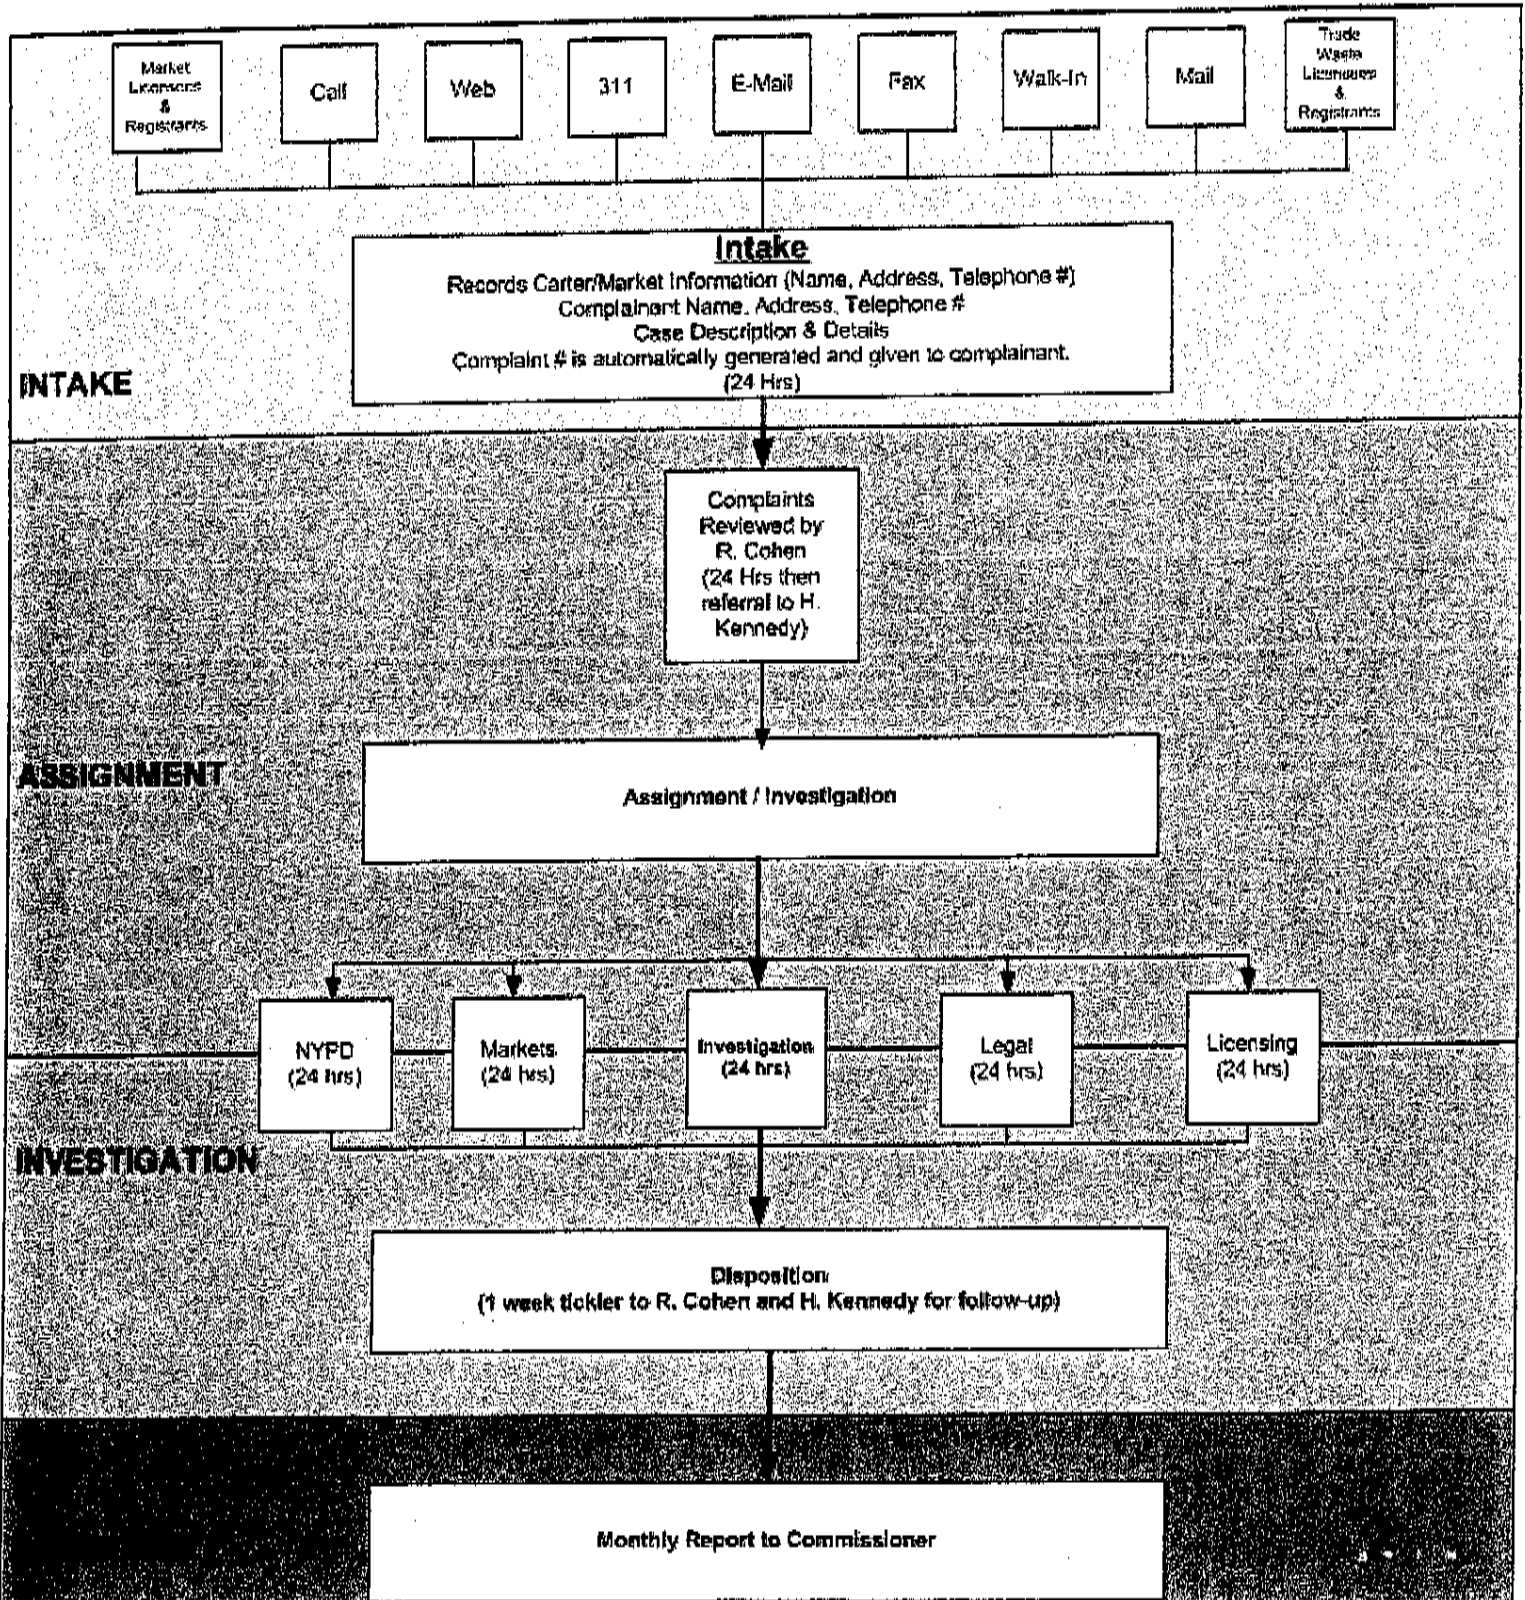 Market
Licensees
&
Registrants
Call
Web
311
E-Mail
Fax
Walk-In
Mail
Trade
Waste
Licensees
&
Registrants
Intake
Records Carter/Market Information (Name, Address, Telephone #)
Complainant Name, Address, Telephone #
Case Description & Details
Complaint # is automatically generated and given to complainant.
(24 Hrs)
INTAKE
Complaints
Reviewed by
R. Cohen
(24 Hrs then
referral to H.
Kennedy)
ASSIGNMENT
Assignment / Investigation
NYPD
(24 hrs)
Markets
(24 hrs)
Investigation
(24 hrs)
Legal
(24 hrs)
Licensing
(24 hrs)
INVESTIGATION
Disposition
(1 week tickler to R. Cohen and H. Kennedy for follow-up)
Monthly Report to Commissioner